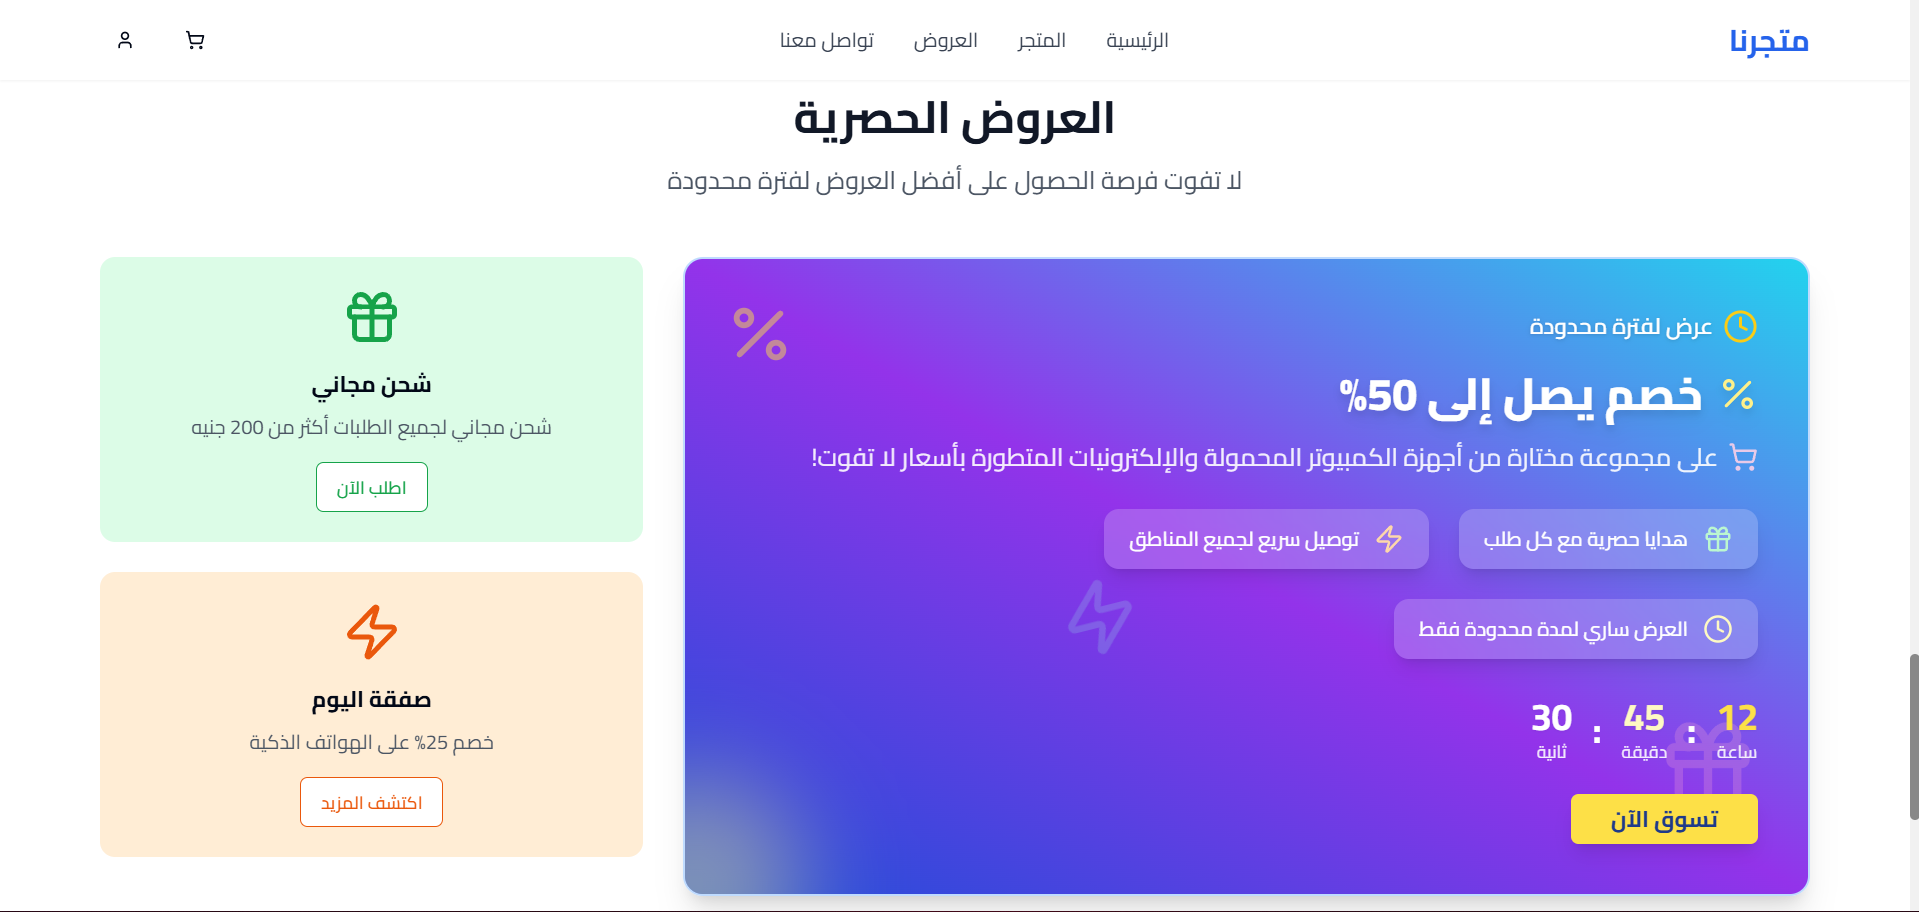 متجرنا
الرئيسية
المتجر
العروض
تواصل معنا
العروض الحصرية
لا تفوت فرصة الحصول على أفضل العروض لفترة محدودة
عرض لفترة محدودة
خصم يصل إلى 50%
على مجموعة مختارة من أجهزة الكمبيوتر المحمولة والإلكترونيات المتطورة بأسعار لا تفوت!
هدايا حصرية مع كل طلب
توصيل سريع لجميع المناطق
العرض ساري لمدة محدودة فقط
12 : 45 : 30
ساعة دقيقة ثانية
تسوق الآن
شحن مجاني
شحن مجاني لجميع الطلبات أكثر من 200 جنيه
اطلب الآن
صفقة اليوم
خصم 25% على الهواتف الذكية
اكتشف المزيد